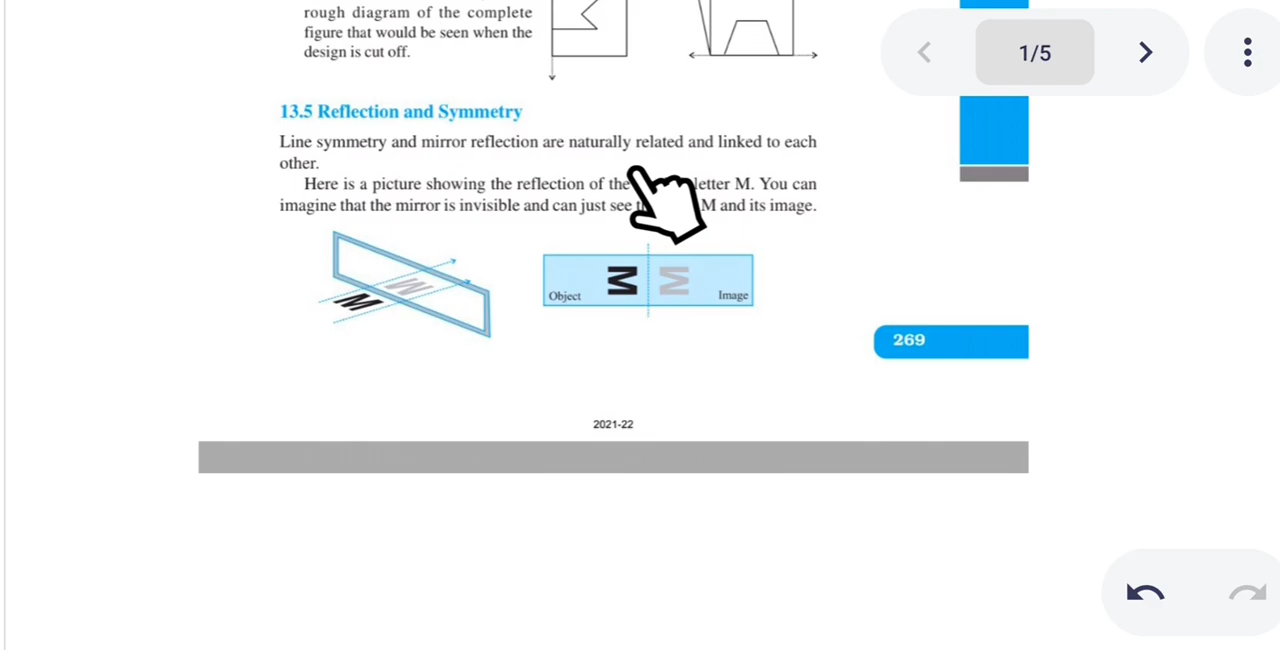 rough diagram of the complete
figure that would be seen when the
design is cut off.
1/5
13.5 Reflection and Symmetry
Line symmetry and mirror reflection are naturally related and linked to each
other.
Here is a picture showing the reflection of the letter M. You can
imagine that the mirror is invisible and can just see M and its image.
M M
M M
Object Image
269
2021-22